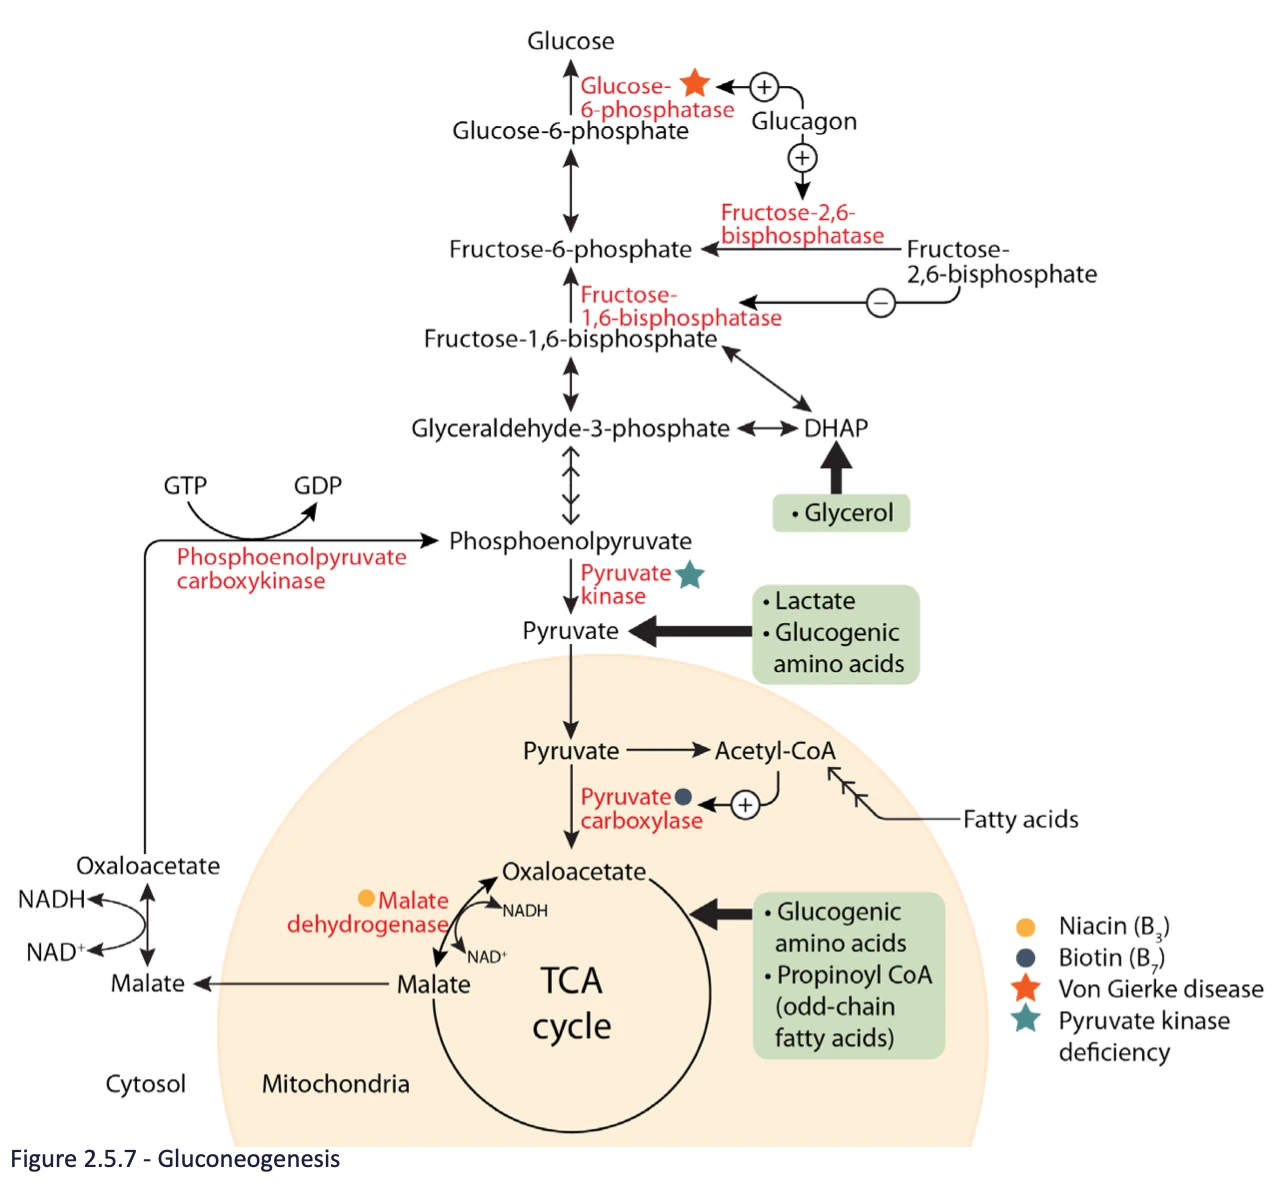 Glucose
Glucose-
6-phosphatase
+
Glucose-6-phosphate
Glucagon
+
Fructose-2,6-
bisphosphatase
Fructose-6-phosphate
Fructose-
2,6-bisphosphate
Fructose-
1,6-bisphosphatase
−
Fructose-1,6-bisphosphate
Glyceraldehyde-3-phosphate
DHAP
GTP
GDP
• Glycerol
Phosphoenolpyruvate
Phosphoenolpyruvate
carboxykinase
Pyruvate
kinase
• Lactate
• Glucogenic
amino acids
Pyruvate
Pyruvate
Acetyl-CoA
Pyruvate
carboxylase
+
Fatty acids
Oxaloacetate
Oxaloacetate
NADH
NAD+
Malate
dehydrogenase
NADH
NAD+
• Glucogenic
amino acids
• Propinoyl CoA
(odd-chain
fatty acids)
Malate
Malate
TCA
cycle
Niacin (B3)
Biotin (B7)
Von Gierke disease
Pyruvate kinase
deficiency
Cytosol
Mitochondria
Figure 2.5.7 - Gluconeogenesis